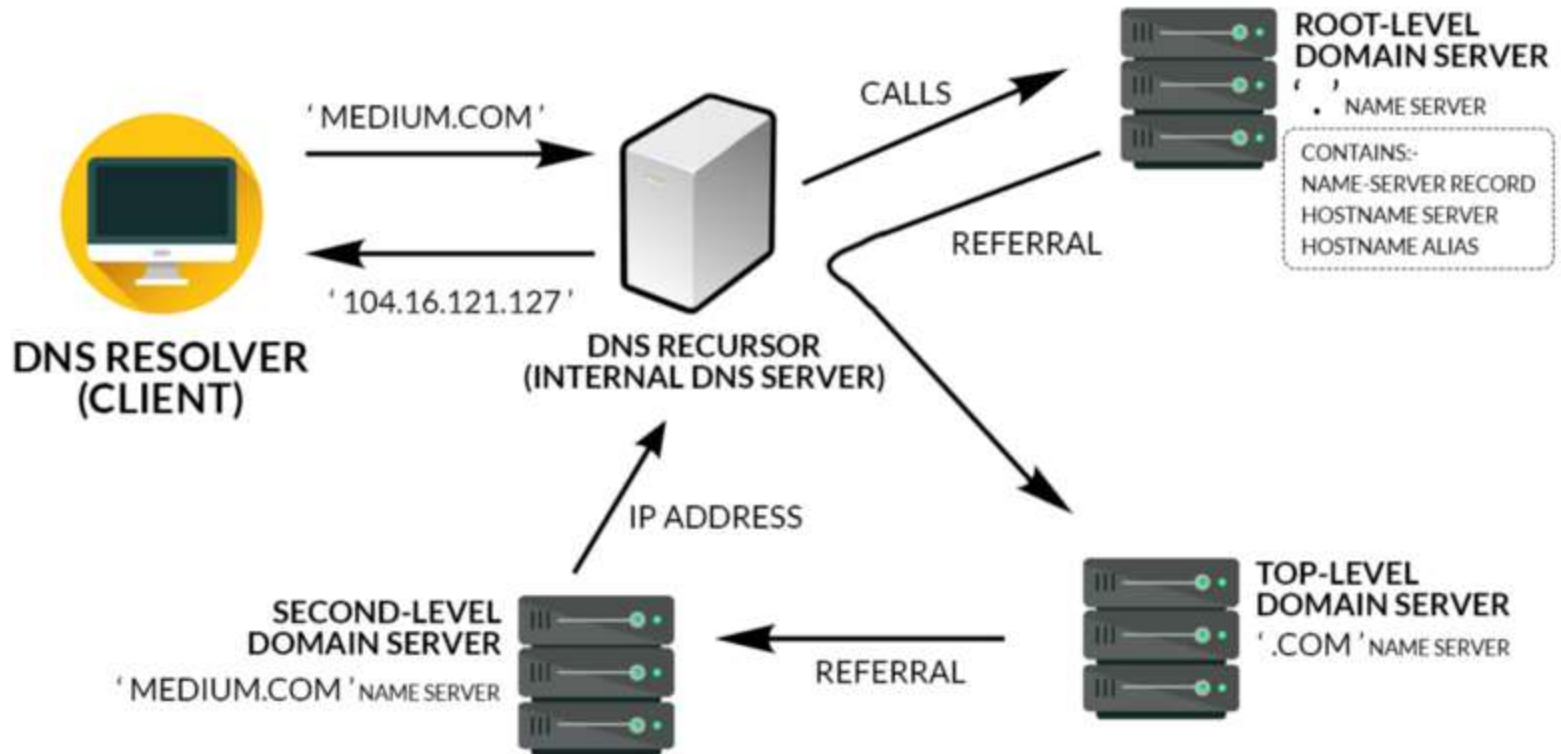 ' MEDIUM.COM '
' 104.16.121.127 '
DNS RESOLVER
(CLIENT)
DNS RECURSOR
(INTERNAL DNS SERVER)
CALLS
REFERRAL
ROOT-LEVEL
DOMAIN SERVER
' . ' NAME SERVER
CONTAINS:-
NAME-SERVER RECORD
HOSTNAME SERVER
HOSTNAME ALIAS
IP ADDRESS
SECOND-LEVEL
DOMAIN SERVER
' MEDIUM.COM ' NAME SERVER
REFERRAL
TOP-LEVEL
DOMAIN SERVER
' .COM ' NAME SERVER